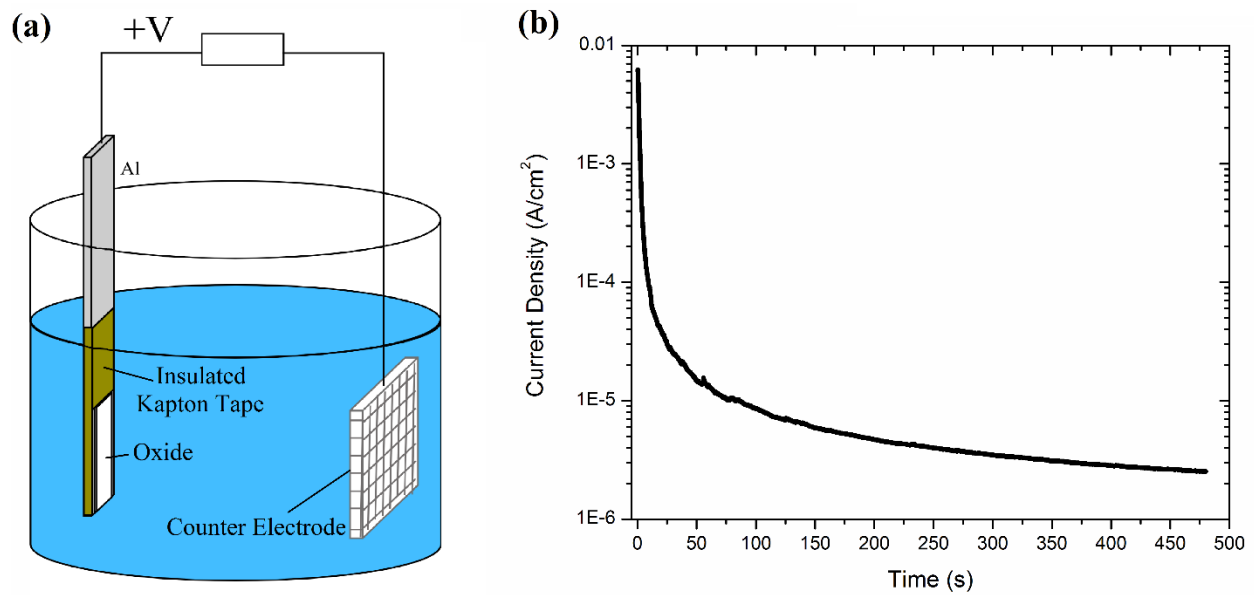 (a)
+V
Al
Insulated
Kapton Tape
Oxide
Counter Electrode
(b)
Current Density (A/cm²)
0.01
1E-3
1E-4
1E-5
1E-6
0 50 100 150 200 250 300 350 400 450 500
Time (s)